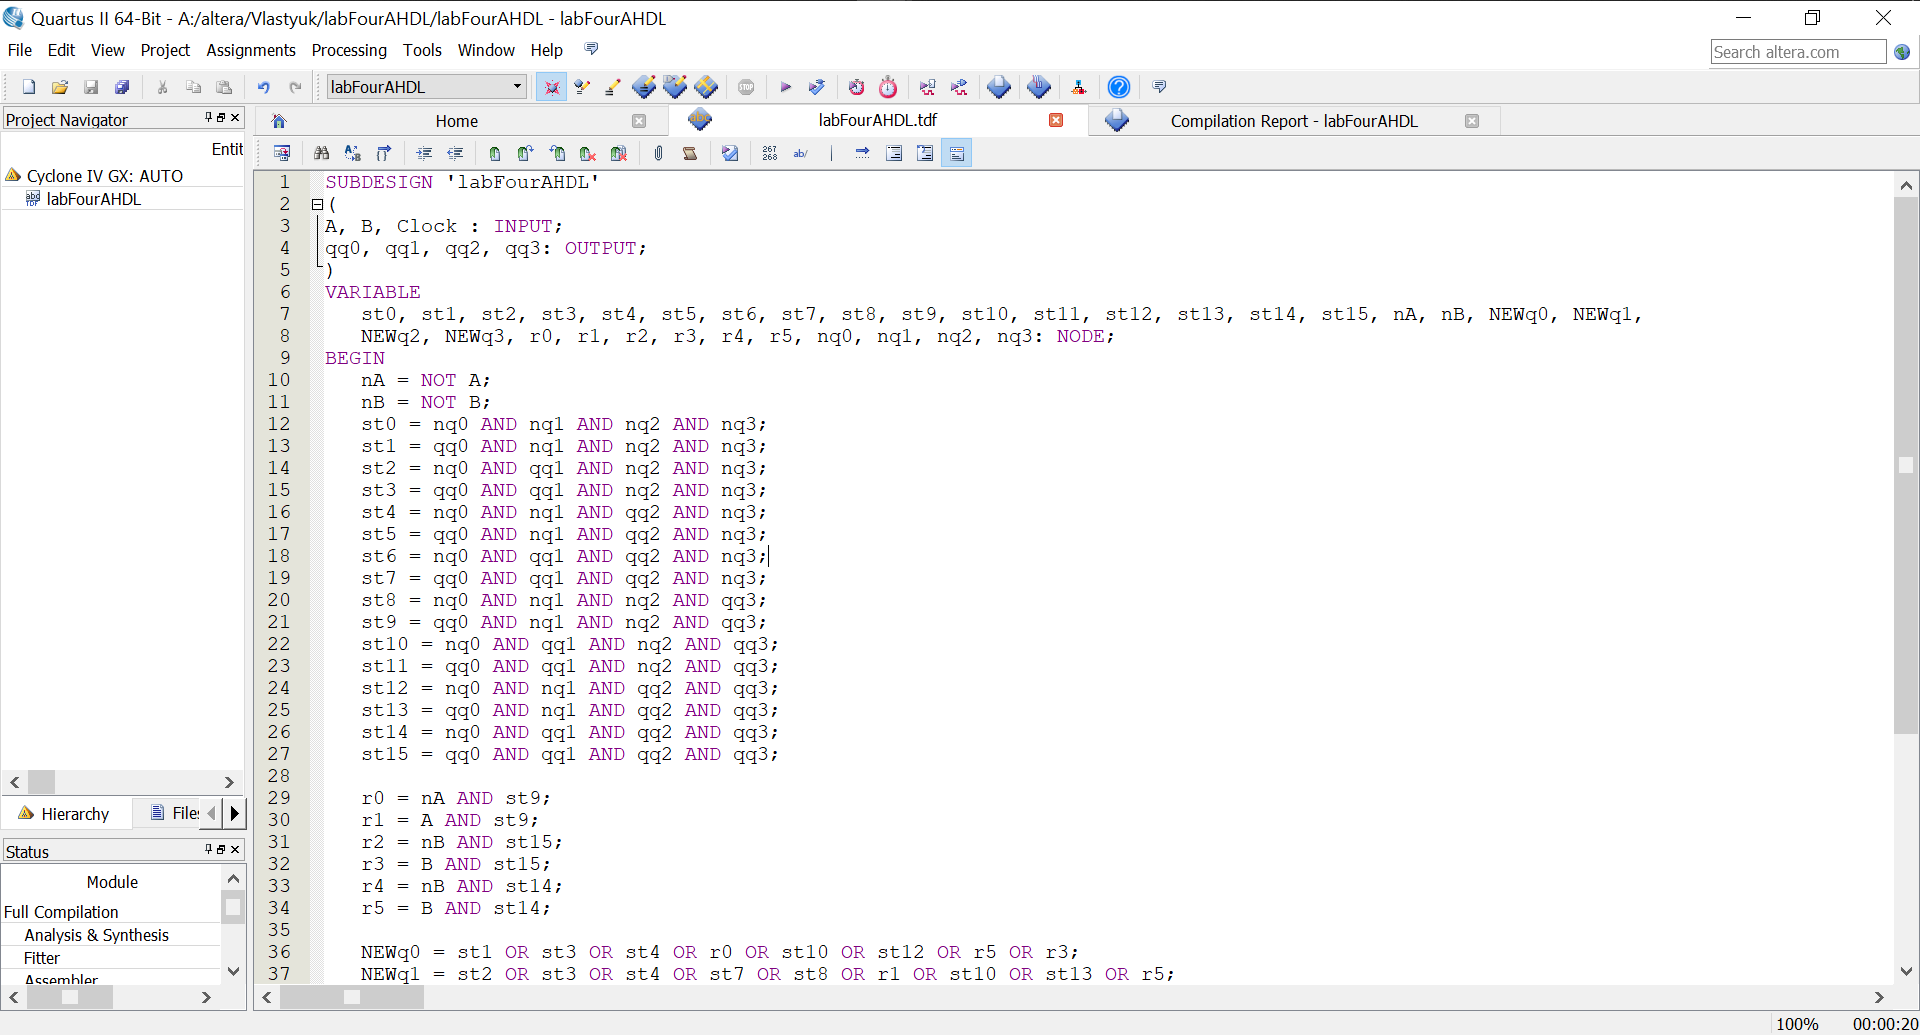 Quartus II 64-Bit - A:/altera/Vlastyuk/labFourAHDL/labFourAHDL - labFourAHDL
File Edit View Project Assignments Processing Tools Window Help
Search altera.com
labFourAHDL
STOP
Project Navigator
Home
labFourAHDL.tdf
Compilation Report - labFourAHDL
Entit
Cyclone IV GX: AUTO
labFourAHDL
267
268
ab/
1 SUBDESIGN 'labFourAHDL'
2 (
3 A, B, Clock : INPUT;
4 qq0, qq1, qq2, qq3: OUTPUT;
5 )
6 VARIABLE
7 st0, st1, st2, st3, st4, st5, st6, st7, st8, st9, st10, st11, st12, st13, st14, st15, nA, nB, NEWq0, NEWq1,
8 NEWq2, NEWq3, r0, r1, r2, r3, r4, r5, nq0, nq1, nq2, nq3: NODE;
9 BEGIN
10 nA = NOT A;
11 nB = NOT B;
12 st0 = nq0 AND nq1 AND nq2 AND nq3;
13 st1 = qq0 AND nq1 AND nq2 AND nq3;
14 st2 = nq0 AND qq1 AND nq2 AND nq3;
15 st3 = qq0 AND qq1 AND nq2 AND nq3;
16 st4 = nq0 AND nq1 AND qq2 AND nq3;
17 st5 = qq0 AND nq1 AND qq2 AND nq3;
18 st6 = nq0 AND qq1 AND qq2 AND nq3;
19 st7 = qq0 AND qq1 AND qq2 AND nq3;
20 st8 = nq0 AND nq1 AND nq2 AND qq3;
21 st9 = qq0 AND nq1 AND nq2 AND qq3;
22 st10 = nq0 AND qq1 AND nq2 AND qq3;
23 st11 = qq0 AND qq1 AND nq2 AND qq3;
24 st12 = nq0 AND nq1 AND qq2 AND qq3;
25 st13 = qq0 AND nq1 AND qq2 AND qq3;
26 st14 = nq0 AND qq1 AND qq2 AND qq3;
27 st15 = qq0 AND qq1 AND qq2 AND qq3;
28
29 r0 = nA AND st9;
30 r1 = A AND st9;
31 r2 = nB AND st15;
32 r3 = B AND st15;
33 r4 = nB AND st14;
34 r5 = B AND st14;
35
36 NEWq0 = st1 OR st3 OR st4 OR r0 OR st10 OR st12 OR r5 OR r3;
37 NEWq1 = st2 OR st3 OR st4 OR st7 OR st8 OR r1 OR st10 OR st13 OR r5;
Hierarchy
Files
Status
Module
Full Compilation
Analysis & Synthesis
Fitter
Assembler
100% 00:00:20